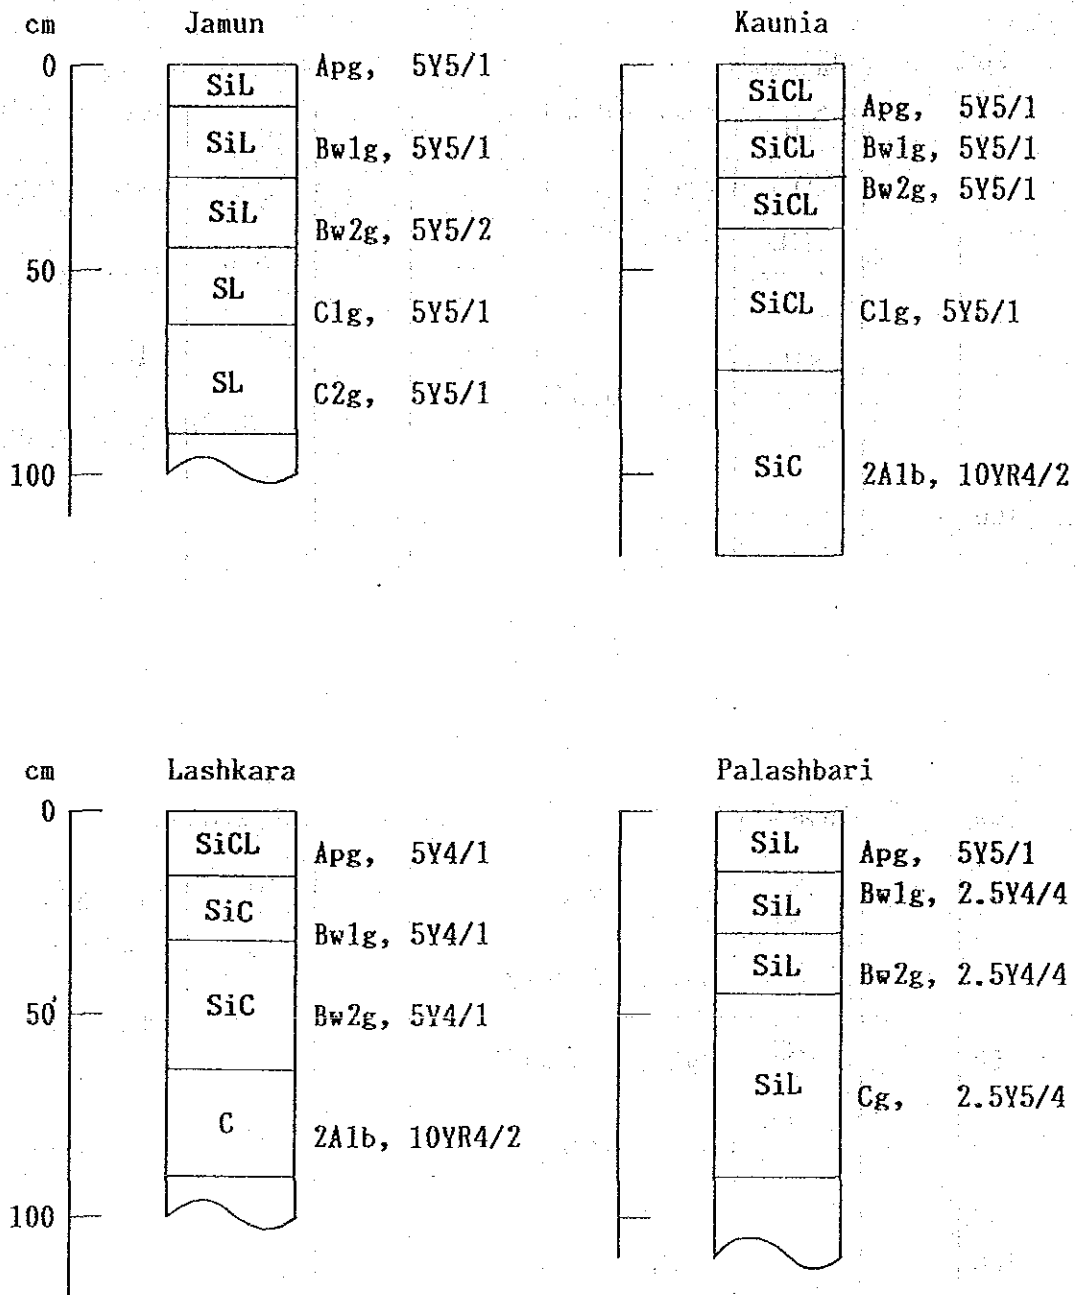 cm Jamun Kaunia
0 SiL Apg, 5Y5/1 SiCL Apg, 5Y5/1
SiL Bw1g, 5Y5/1 SiCL Bw1g, 5Y5/1
SiL Bw2g, 5Y5/2 SiCL Bw2g, 5Y5/1
50 SL C1g, 5Y5/1 SiCL C1g, 5Y5/1
SL C2g, 5Y5/1
100 SiC 2A1b, 10YR4/2
cm Lashkara Palashbari
0 SiCL Apg, 5Y4/1 SiL Apg, 5Y5/1
SiC Bw1g, 5Y4/1 SiL Bw1g, 2.5Y4/4
SiL Bw2g, 2.5Y4/4
50 SiC Bw2g, 5Y4/1
C 2A1b, 10YR4/2 SiL Cg, 2.5Y5/4
100